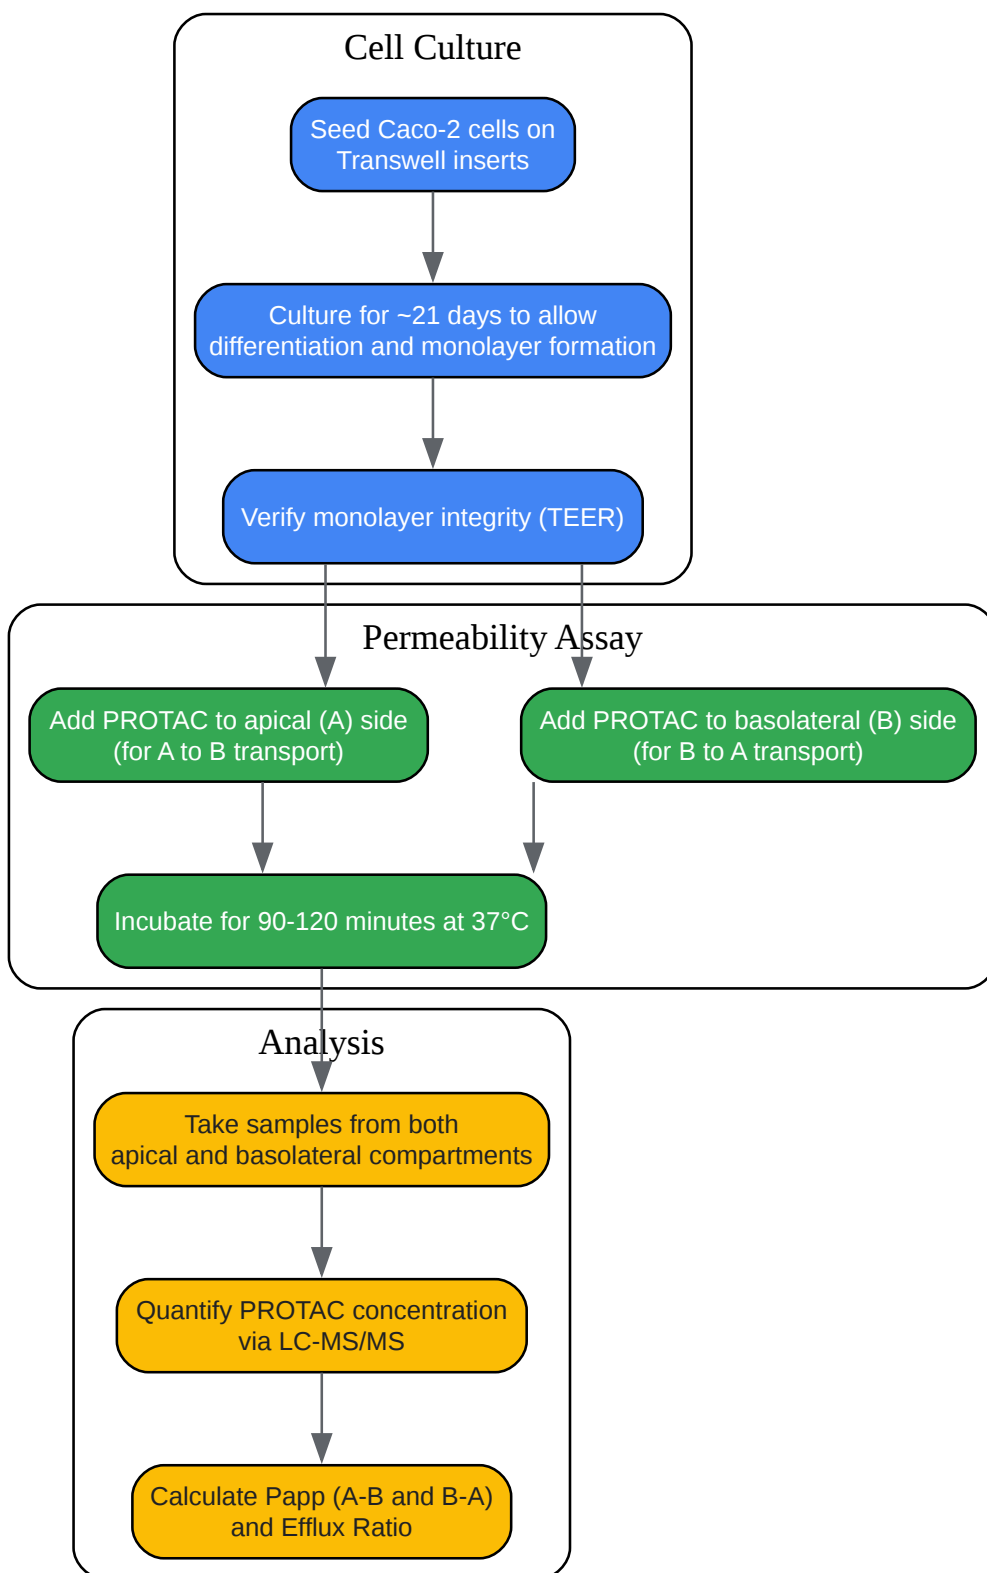 Cell Culture
Seed Caco-2 cells on
Transwell inserts
Culture for ~21 days to allow
differentiation and monolayer formation
Verify monolayer integrity (TEER)
Permeability Assay
Add PROTAC to apical (A) side
(for A to B transport)
Add PROTAC to basolateral (B) side
(for B to A transport)
Incubate for 90-120 minutes at 37°C
Analysis
Take samples from both
apical and basolateral compartments
Quantify PROTAC concentration
via LC-MS/MS
Calculate Papp (A-B and B-A)
and Efflux Ratio